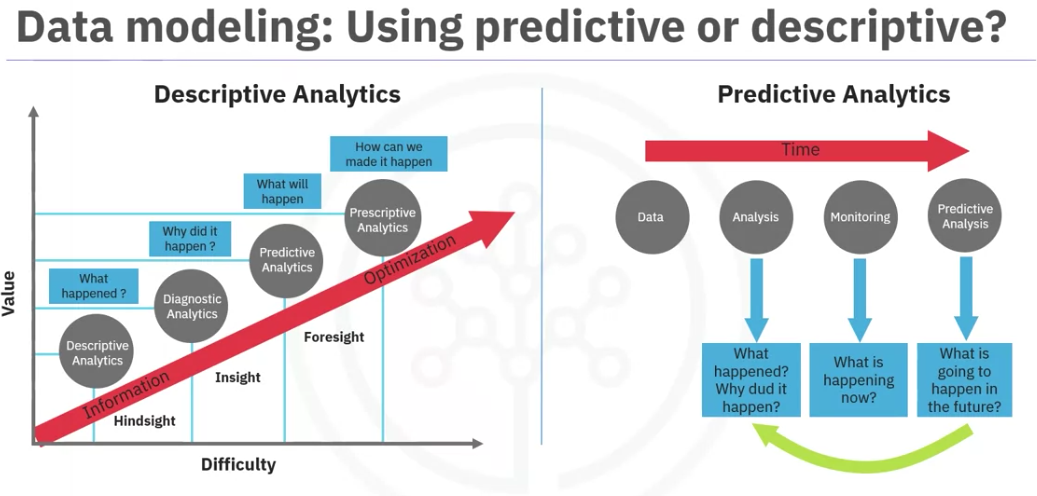 Data modeling: Using predictive or descriptive?
Descriptive Analytics
How can we
made it happen
What will
happen
Why did it
happen ?
What
happened ?
Prescriptive
Analytics
Predictive
Analytics
Diagnostic
Analytics
Descriptive
Analytics
Optimization
Information
Foresight
Insight
Hindsight
Value
Difficulty
Predictive Analytics
Time
Data
Analysis
Monitoring
Predictive
Analysis
What
happened?
Why dud it
happen?
What is
happening
now?
What is
going to
happen in
the future?